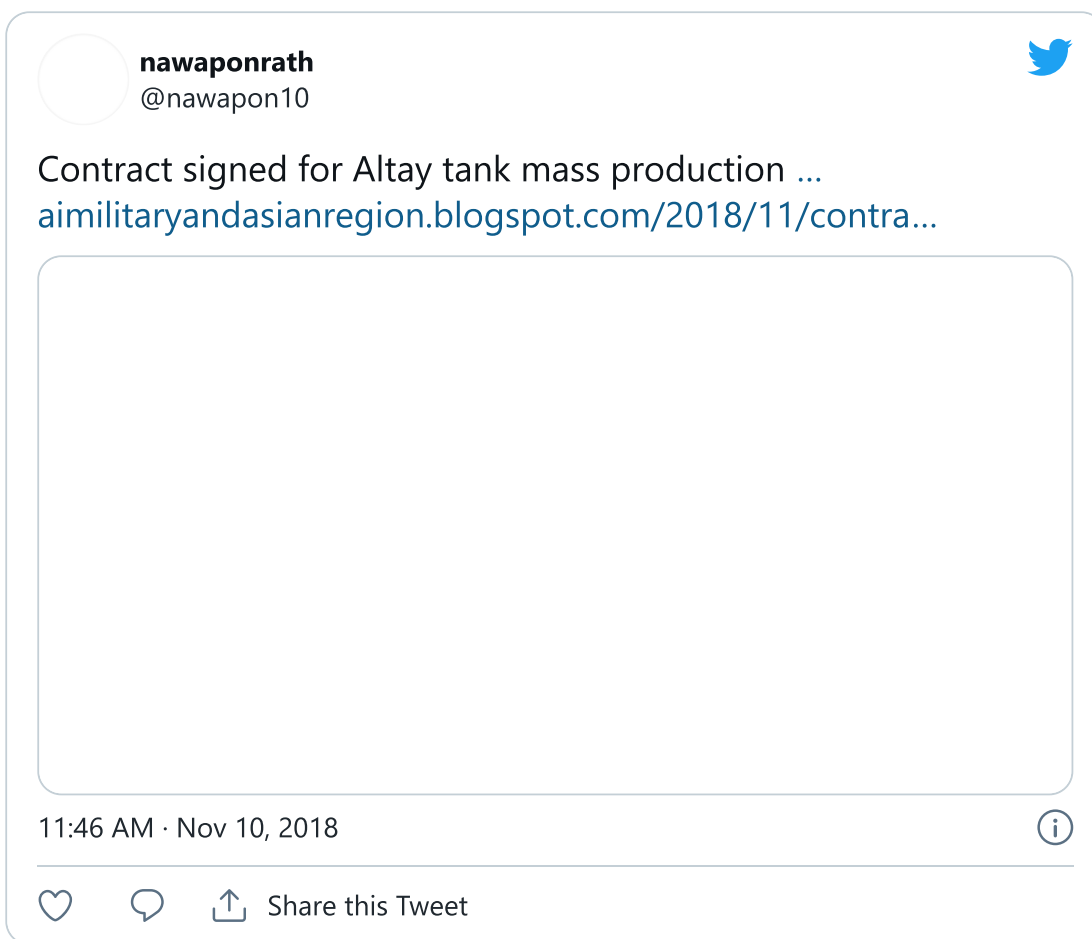 nawaponrath
@nawapon10
Contract signed for Altay tank mass production ...
aimilitaryandasianregion.blogspot.com/2018/11/contra...
11:46 AM · Nov 10, 2018
Share this Tweet